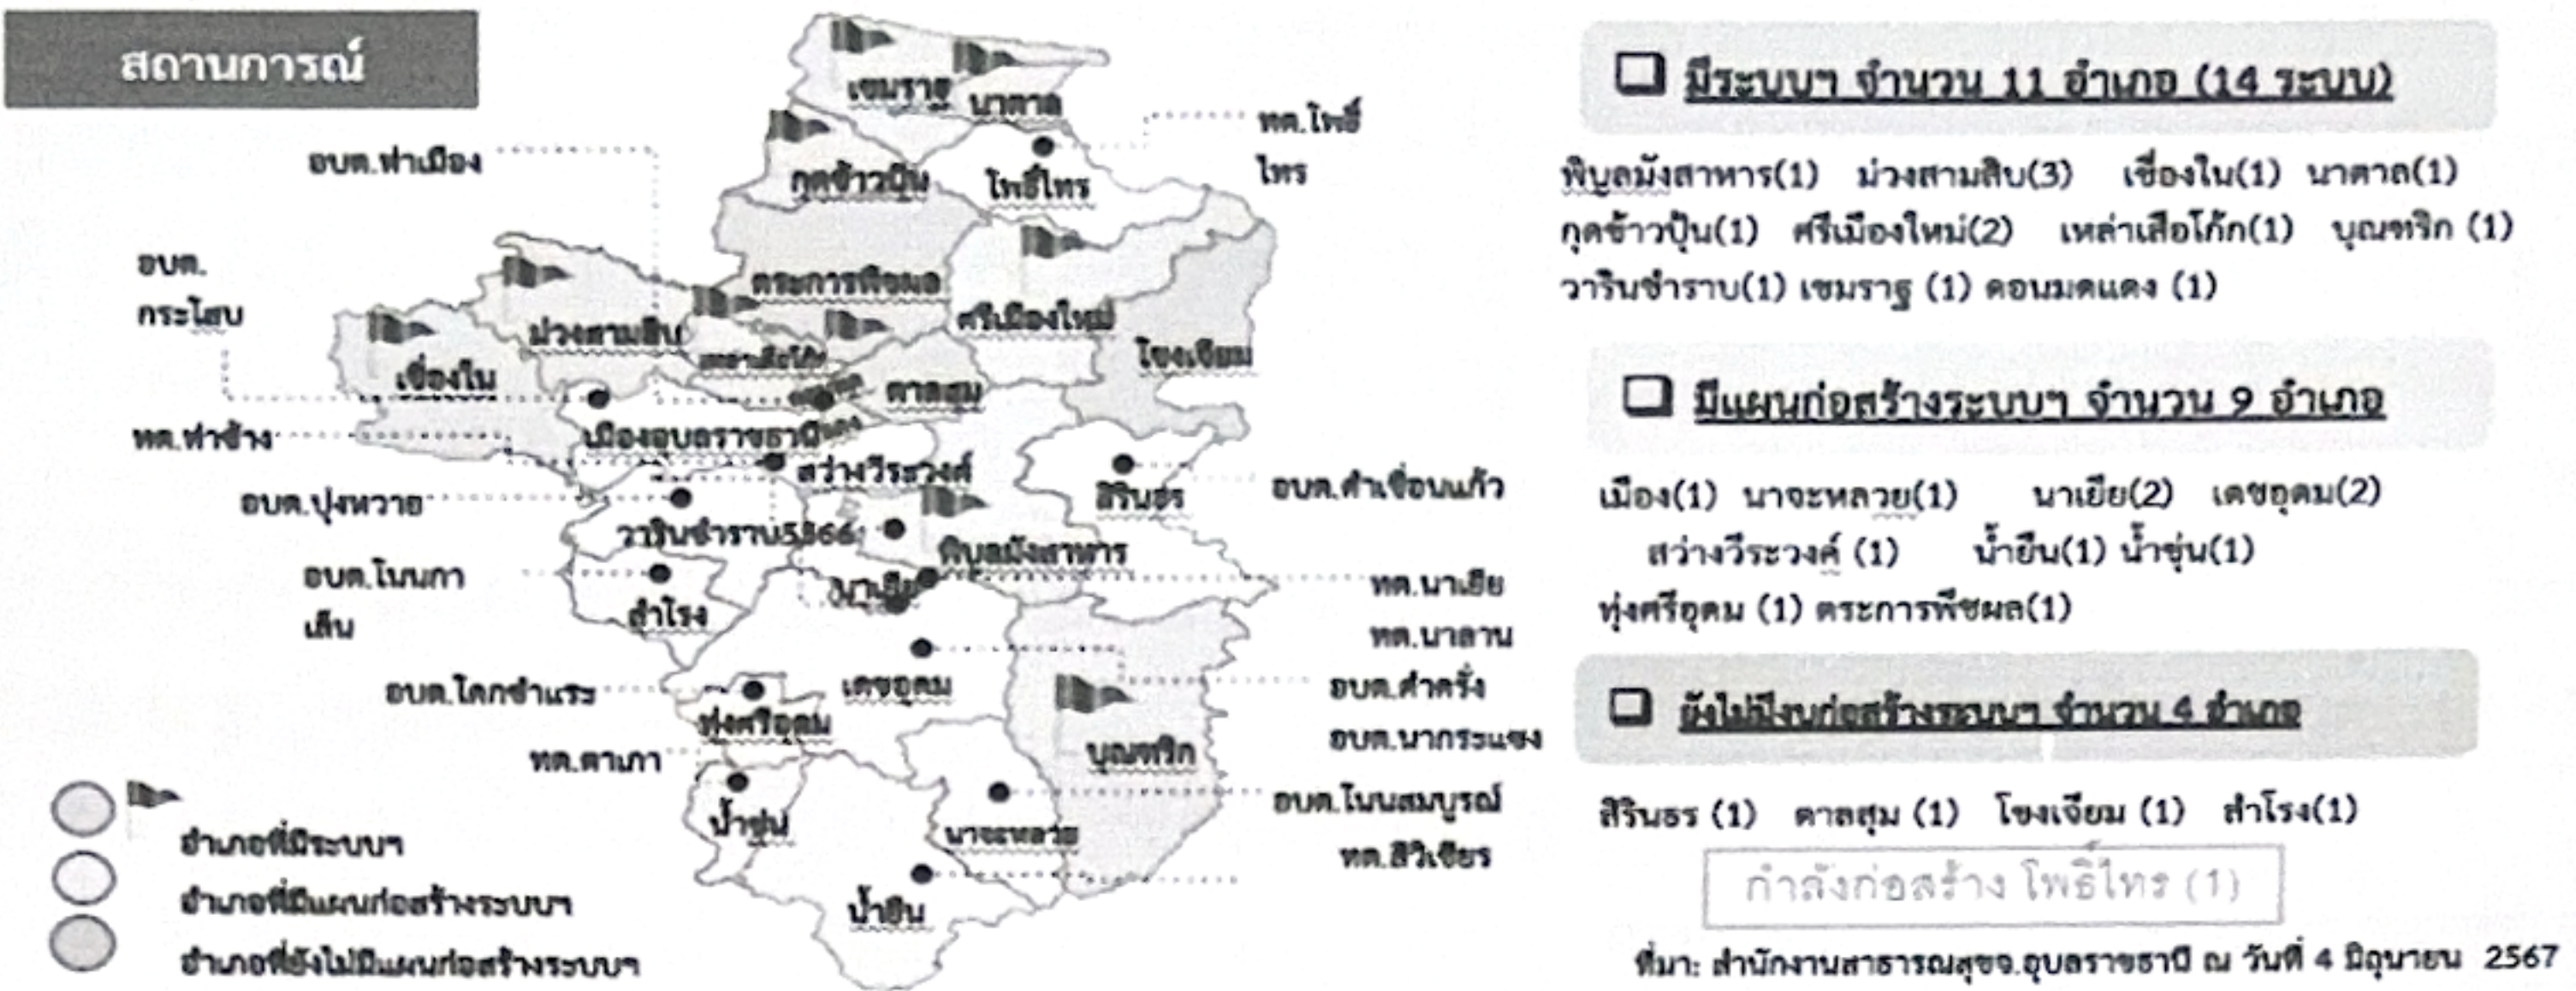 สถานการณ์
เขมราฐ
นาตาล
ทต.โพธิ์
ไทร
อบต.ท่าเมือง
กุดข้าวปุ้น
โพธิ์ไทร
อบต.
กระโสบ
ตระการพืชผล
ม่วงสามสิบ
ศรีเมืองใหม่
เหล่าเสือโก้ก
โขงเจียม
เขื่องใน
ตาลสุม
ทต.ท่าช้าง
เมืองอุบลราชธานี
สว่างวีระวงศ์
อบต.คำเขื่อนแก้ว
สิรินธร
อบต.บุ่งหวาย
วารินชำราบ5366
พิบูลมังสาหาร
อบต.โนนกา
เล็น
นาเยีย
ทต.นาเยีย
สำโรง
ทต.นาลาน
อบต.โคกชำแระ
เดชอุดม
อบต.คำครั่ง
ทุ่งศรีอุดม
อบต.นากระแซง
บุณฑริก
ทต.ตาเกา
น้ำขุ่น
นาจะหลวย
อบต.โนนสมบูรณ์
ทต.สีวิเชียร
น้ำยืน
อำเภอที่มีระบบฯ
อำเภอที่มีแผนก่อสร้างระบบฯ
อำเภอที่ยังไม่มีแผนก่อสร้างระบบฯ
❑ มีระบบฯ จำนวน 11 อำเภอ (14 ระบบ)
พิบูลมังสาหาร(1) ม่วงสามสิบ(3) เขื่องใน(1) นาตาล(1)
กุดข้าวปุ้น(1) ศรีเมืองใหม่(2) เหล่าเสือโก้ก(1) บุณฑริก (1)
วารินชำราบ(1) เขมราฐ (1) ดอนมดแดง (1)
❑ มีแผนก่อสร้างระบบฯ จำนวน 9 อำเภอ
เมือง(1) นาจะหลวย(1) นาเยีย(2) เดชอุดม(2)
สว่างวีระวงค์ (1) น้ำยืน(1) น้ำขุ่น(1)
ทุ่งศรีอุดม (1) ตระการพืชผล(1)
❑ ยังไม่มีงบก่อสร้างระบบฯ จำนวน 4 อำเภอ
สิรินธร (1) ตาลสุม (1) โขงเจียม (1) สำโรง(1)
กำลังก่อสร้าง โพธิ์ไทร (1)
ที่มา: สำนักงานสาธารณสุขจ.อุบลราชธานี ณ วันที่ 4 มิถุนายน 2567